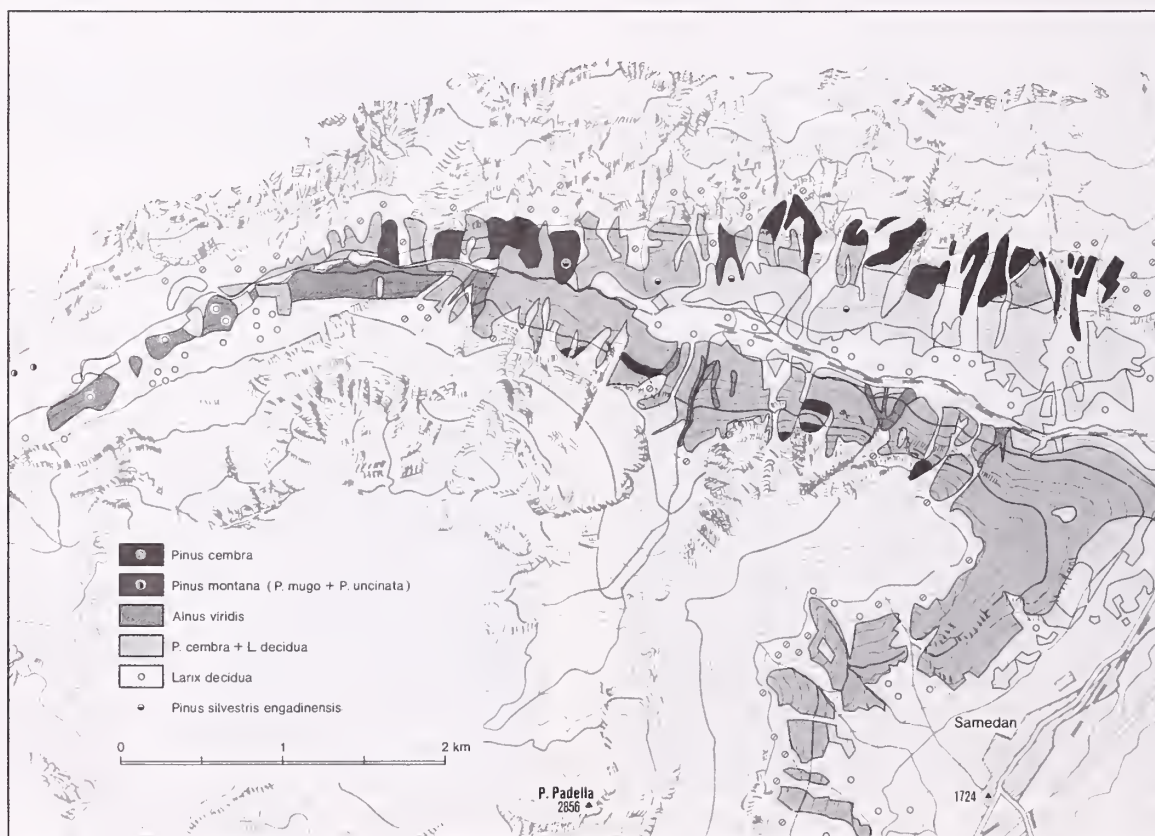 Pinus cembra
Pinus montana ( P. mugo + P. uncinata )
Alnus viridis
P. cembra + L. decidua
Larix decidua
Pinus silvestris engadinensis
0 1 2 km
P. Padella
2856
Samedan
1724